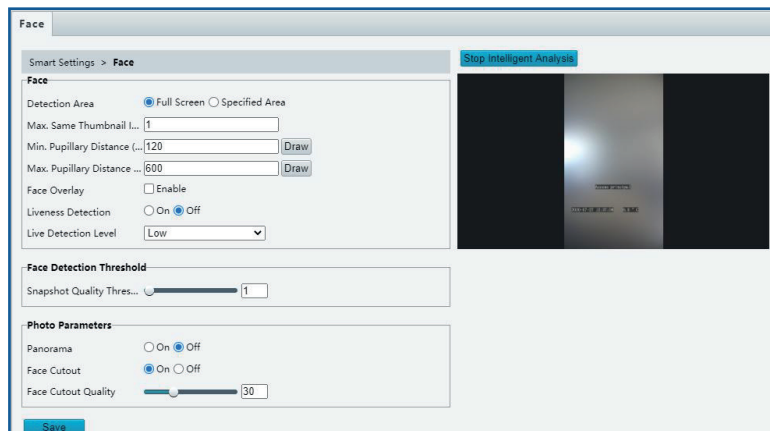 Face
Smart Settings > Face
Stop Intelligent Analysis
Face
Detection Area Full Screen Specified Area
Max. Same Thumbnail I... 1
Min. Pupillary Distance (... 120 Draw
Max. Pupillary Distance ... 600 Draw
Face Overlay Enable
Liveness Detection On Off
Live Detection Level Low
Face Detection Threshold
Snapshot Quality Thres... 1
Photo Parameters
Panorama On Off
Face Cutout On Off
Face Cutout Quality 30
Save